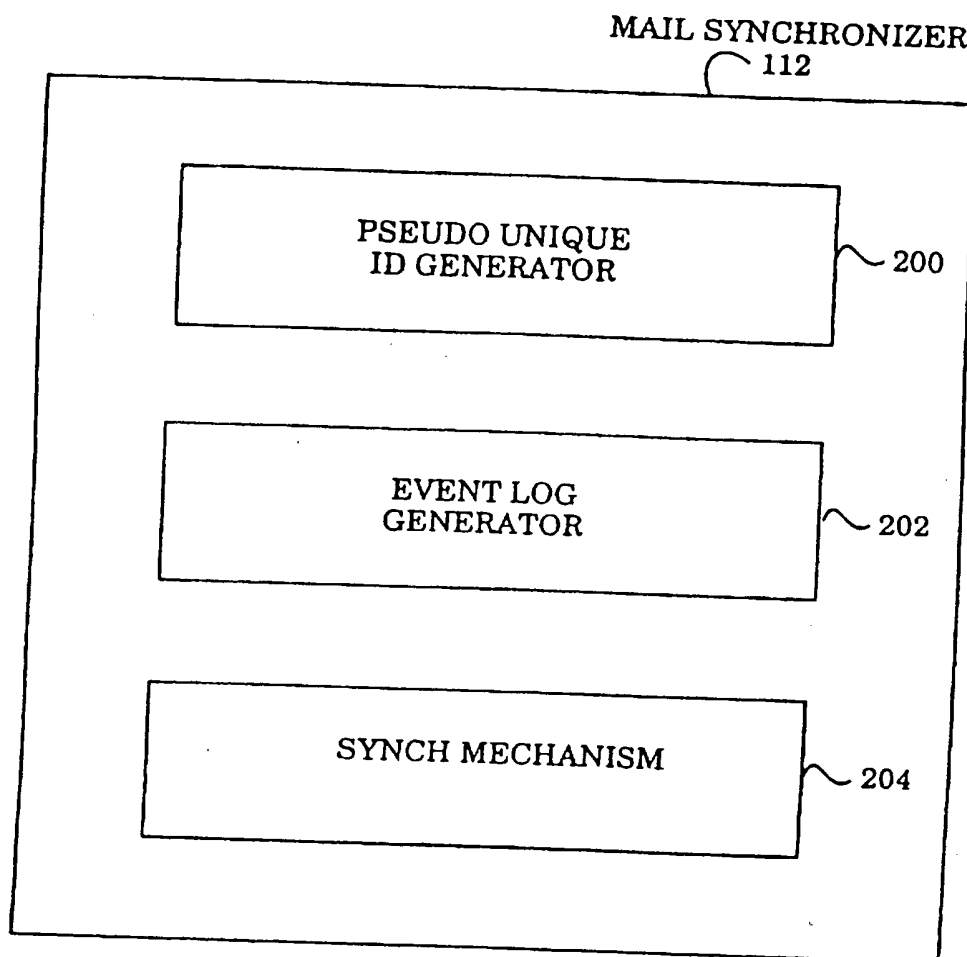 MAIL SYNCHRONIZER
112
PSEUDO UNIQUE
ID GENERATOR
200
EVENT LOG
GENERATOR
202
SYNCH MECHANISM
204